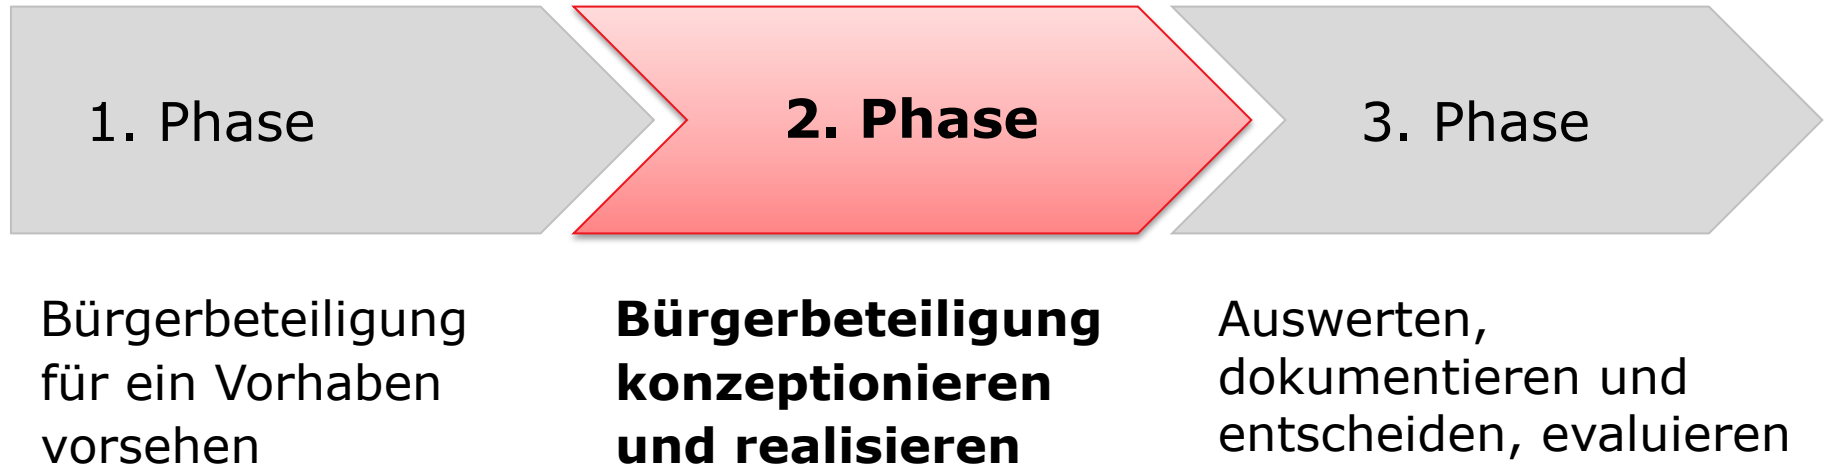 1. Phase
2. Phase
3. Phase
Bürgerbeteiligung
für ein Vorhaben
vorsehen
Bürgerbeteiligung
konzeptionieren
und realisieren
Auswerten,
dokumentieren und
entscheiden, evaluieren